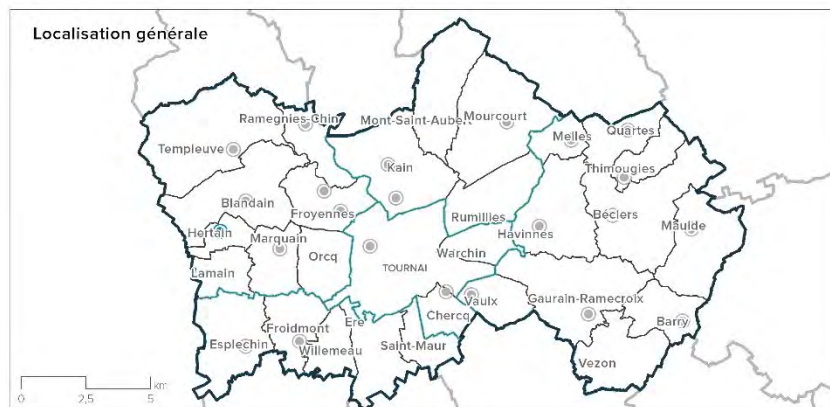 Localisation générale
Ramegnies-Chin
Mont-Saint-Aubert
Mourcourt
Melles
Quartes
Templeuve
Kain
Thimougies
Blandain
Froyennes
Rumillies
Béclers
Maulde
Hertain
Marquain
Orcq
Havinnes
Warchin
Lamain
TOURNAI
Vaulx
Gaurain-Ramecroix
Chercq
Barry
Froidmont
Ere
Esplechin
Willemeau
Saint-Maur
Vezon
km
0 2,5 5